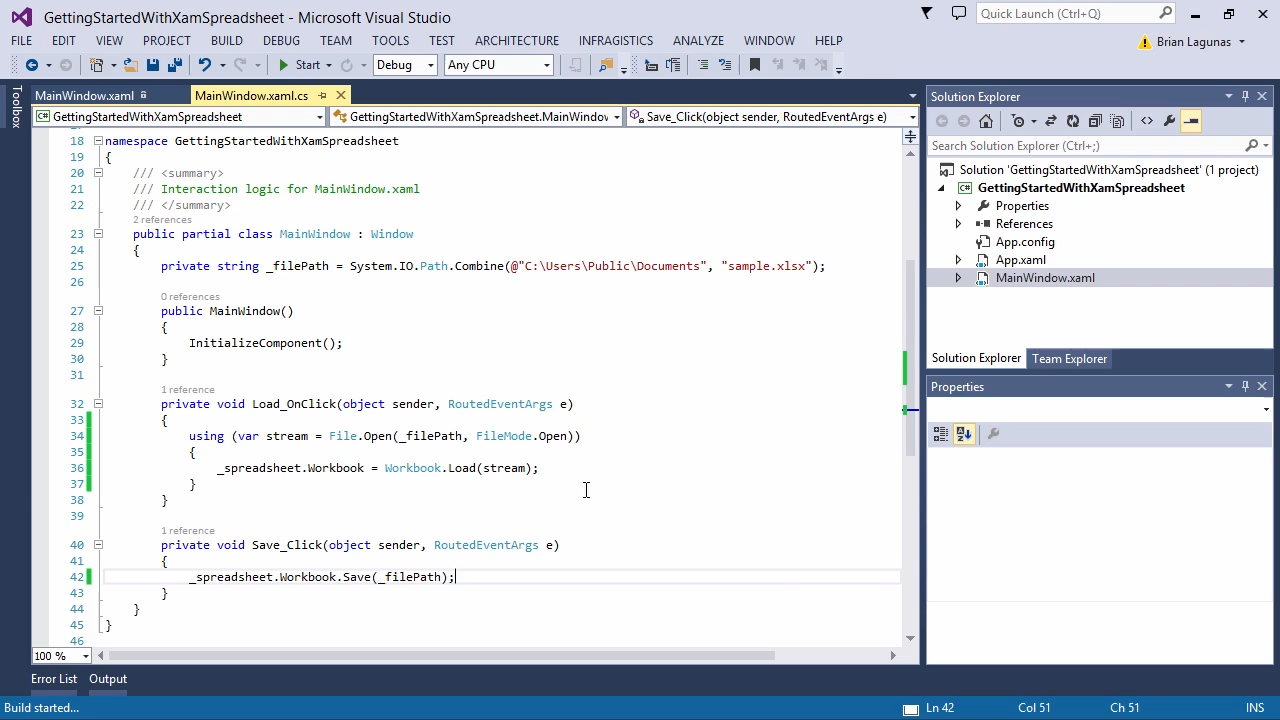 GettingStartedWithXamSpreadsheet - Microsoft Visual Studio
Quick Launch (Ctrl+Q)
FILE EDIT VIEW PROJECT BUILD DEBUG TEAM TOOLS TEST ARCHITECTURE INFRAGISTICS ANALYZE WINDOW HELP
Brian Lagunas
Start Debug Any CPU
Toolbox
MainWindow.xaml
MainWindow.xaml.cs
GettingStartedWithXamSpreadsheet
GettingStartedWithXamSpreadsheet.MainWindow
Save_Click(object sender, RoutedEventArgs e)
18 namespace GettingStartedWithXamSpreadsheet
19 {
20 /// <summary>
21 /// Interaction logic for MainWindow.xaml
22 /// </summary>
2 references
23 public partial class MainWindow : Window
24 {
25 private string _filePath = System.IO.Path.Combine(@"C:\Users\Public\Documents", "sample.xlsx");
26
0 references
27 public MainWindow()
28 {
29 InitializeComponent();
30 }
31
1 reference
32 private void Load_OnClick(object sender, RoutedEventArgs e)
33 {
34 using (var stream = File.Open(_filePath, FileMode.Open))
35 {
36 _spreadsheet.Workbook = Workbook.Load(stream);
37 }
38 }
39
1 reference
40 private void Save_Click(object sender, RoutedEventArgs e)
41 {
42 _spreadsheet.Workbook.Save(_filePath);
43 }
44 }
45 }
46
100 %
Solution Explorer
Search Solution Explorer (Ctrl+;)
Solution 'GettingStartedWithXamSpreadsheet' (1 project)
GettingStartedWithXamSpreadsheet
Properties
References
App.config
App.xaml
MainWindow.xaml
Solution Explorer Team Explorer
Properties
Error List Output
Build started...
Ln 42 Col 51 Ch 51 INS